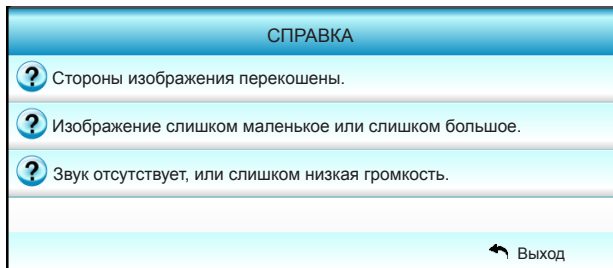 СПРАВКА
Стороны изображения перекошены.
Изображение слишком маленькое или слишком большое.
Звук отсутствует, или слишком низкая громкость.
Выход